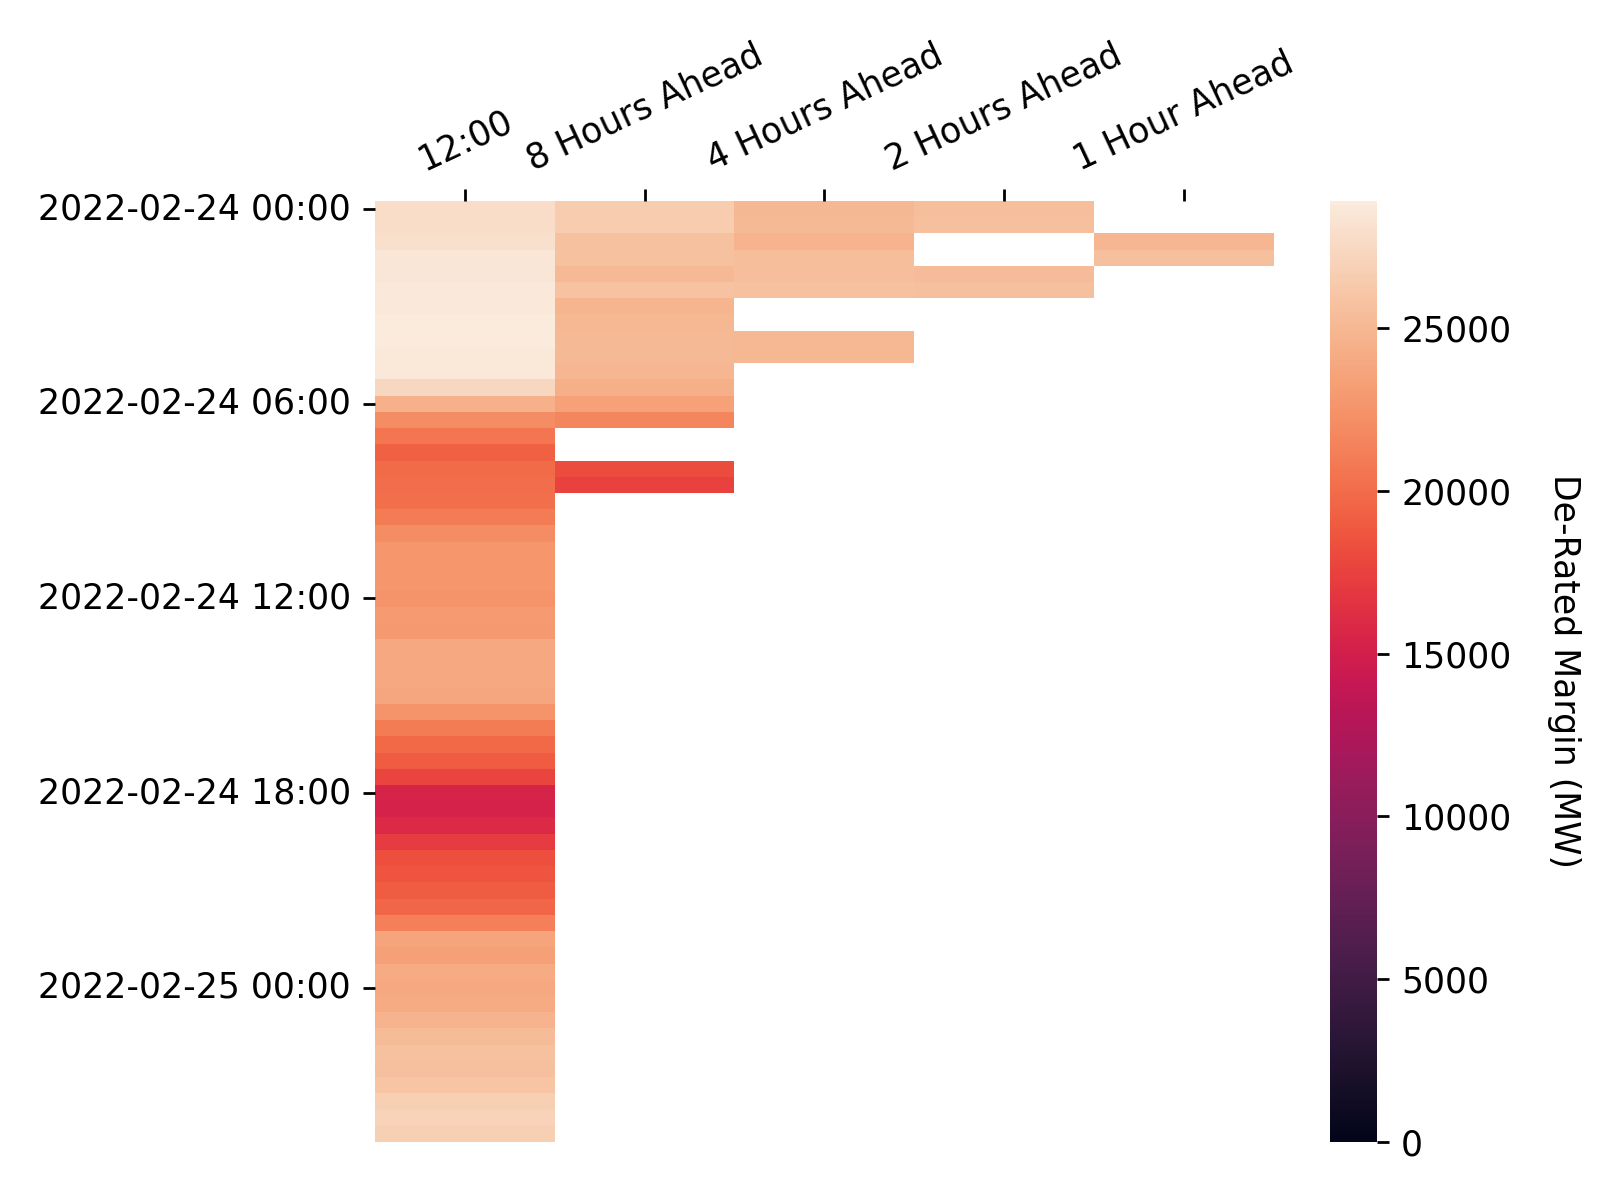 12:00
8 Hours Ahead
4 Hours Ahead
2 Hours Ahead
1 Hour Ahead
2022-02-24 00:00
2022-02-24 06:00
2022-02-24 12:00
2022-02-24 18:00
2022-02-25 00:00
25000
20000
15000
10000
5000
0
De-Rated Margin (MW)